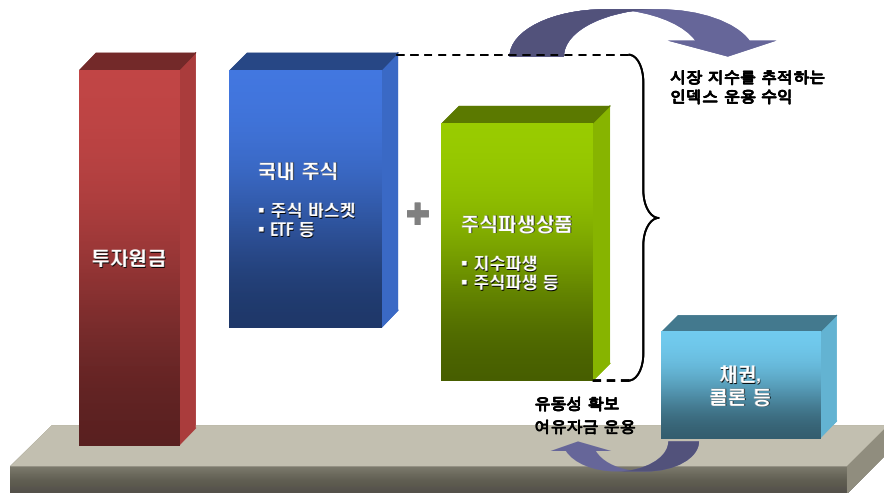 투자원금
국내 주식
▪ 주식 바스켓
▪ ETF 등
주식파생상품
▪ 지수파생
▪ 주식파생 등
시장 지수를 추적하는
인덱스 운용 수익
채권,
콜론 등
유동성 확보
여유자금 운용